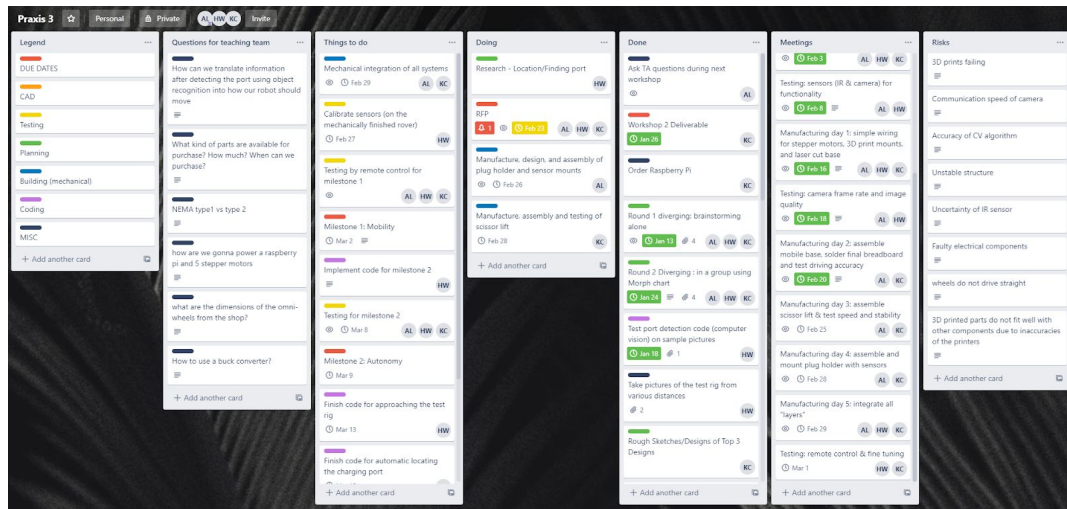 Praxis 3
Personal
Private
AL HW KC
Invite
Legend
DUE DATES
CAD
Testing
Planning
Building (mechanical)
Coding
MISC
+ Add another card
Questions for teaching team
How can we translate information
after detecting the port using object
recognition into how our robot should
move
What kind of parts are available for
purchase? How much? When can we
purchase?
NEMA type1 vs type 2
how are we gonna power a raspberry
pi and 5 stepper motors
what are the dimensions of the omni-
wheels from the shop?
How to use a buck converter?
+ Add another card
Things to do
Mechanical integration of all systems
Feb 29
AL KC
Calibrate sensors (on the
mechanically finished rover)
Feb 27
HW
Testing by remote control for
milestone 1
AL HW KC
Milestone 1: Mobility
Mar 2
Implement code for milestone 2
HW
Testing for milestone 2
Mar 8
AL HW KC
Milestone 2: Autonomy
Mar 9
Finish code for approaching the test
rig
Mar 13
HW
Finish code for automatic locating
the charging port
+ Add another card
Doing
Research - Location/Finding port
HW
RFP
1
Feb 23
AL HW KC
Manufacture, design, and assembly of
plug holder and sensor mounts
Feb 26
AL
Manufacture, assembly and testing of
scissor lift
Feb 28
KC
+ Add another card
Done
Ask TA questions during next
workshop
AL
Workshop 2 Deliverable
Jan 26
Order Raspberry Pi
KC
Round 1 diverging: brainstorming
alone
Jan 13
4
AL HW KC
Round 2 Diverging : in a group using
Morph chart
Jan 24
4
AL HW KC
Test port detection code (computer
vision) on sample pictures
Jan 18
1
HW
Take pictures of the test rig from
various distances
2
HW
Rough Sketches/Designs of Top 3
Designs
KC
+ Add another card
Meetings
Feb 3
AL HW KC
Testing: sensors (IR & camera) for
functionality
Feb 8
AL HW
Manufacturing day 1: simple wiring
for stepper motors, 3D print mounts,
and laser cut base
Feb 16
AL HW KC
Testing: camera frame rate and image
quality
Feb 18
AL HW
Manufacturing day 2: assemble
mobile base, solder final breadboard
and test driving accuracy
Feb 20
AL HW KC
Manufacturing day 3: assemble
scissor lift & test speed and stability
Feb 25
AL KC
Manufacturing day 4: assemble and
mount plug holder with sensors
Feb 28
AL KC
Manufacturing day 5: integrate all
"layers"
Feb 29
AL HW KC
Testing: remote control & fine tuning
Mar 1
HW KC
+ Add another card
Risks
3D prints failing
Communication speed of camera
Accuracy of CV algorithm
Unstable structure
Uncertainty of IR sensor
Faulty electrical components
wheels do not drive straight
3D printed parts do not fit well with
other components due to inaccuracies
of the printers
+ Add another card